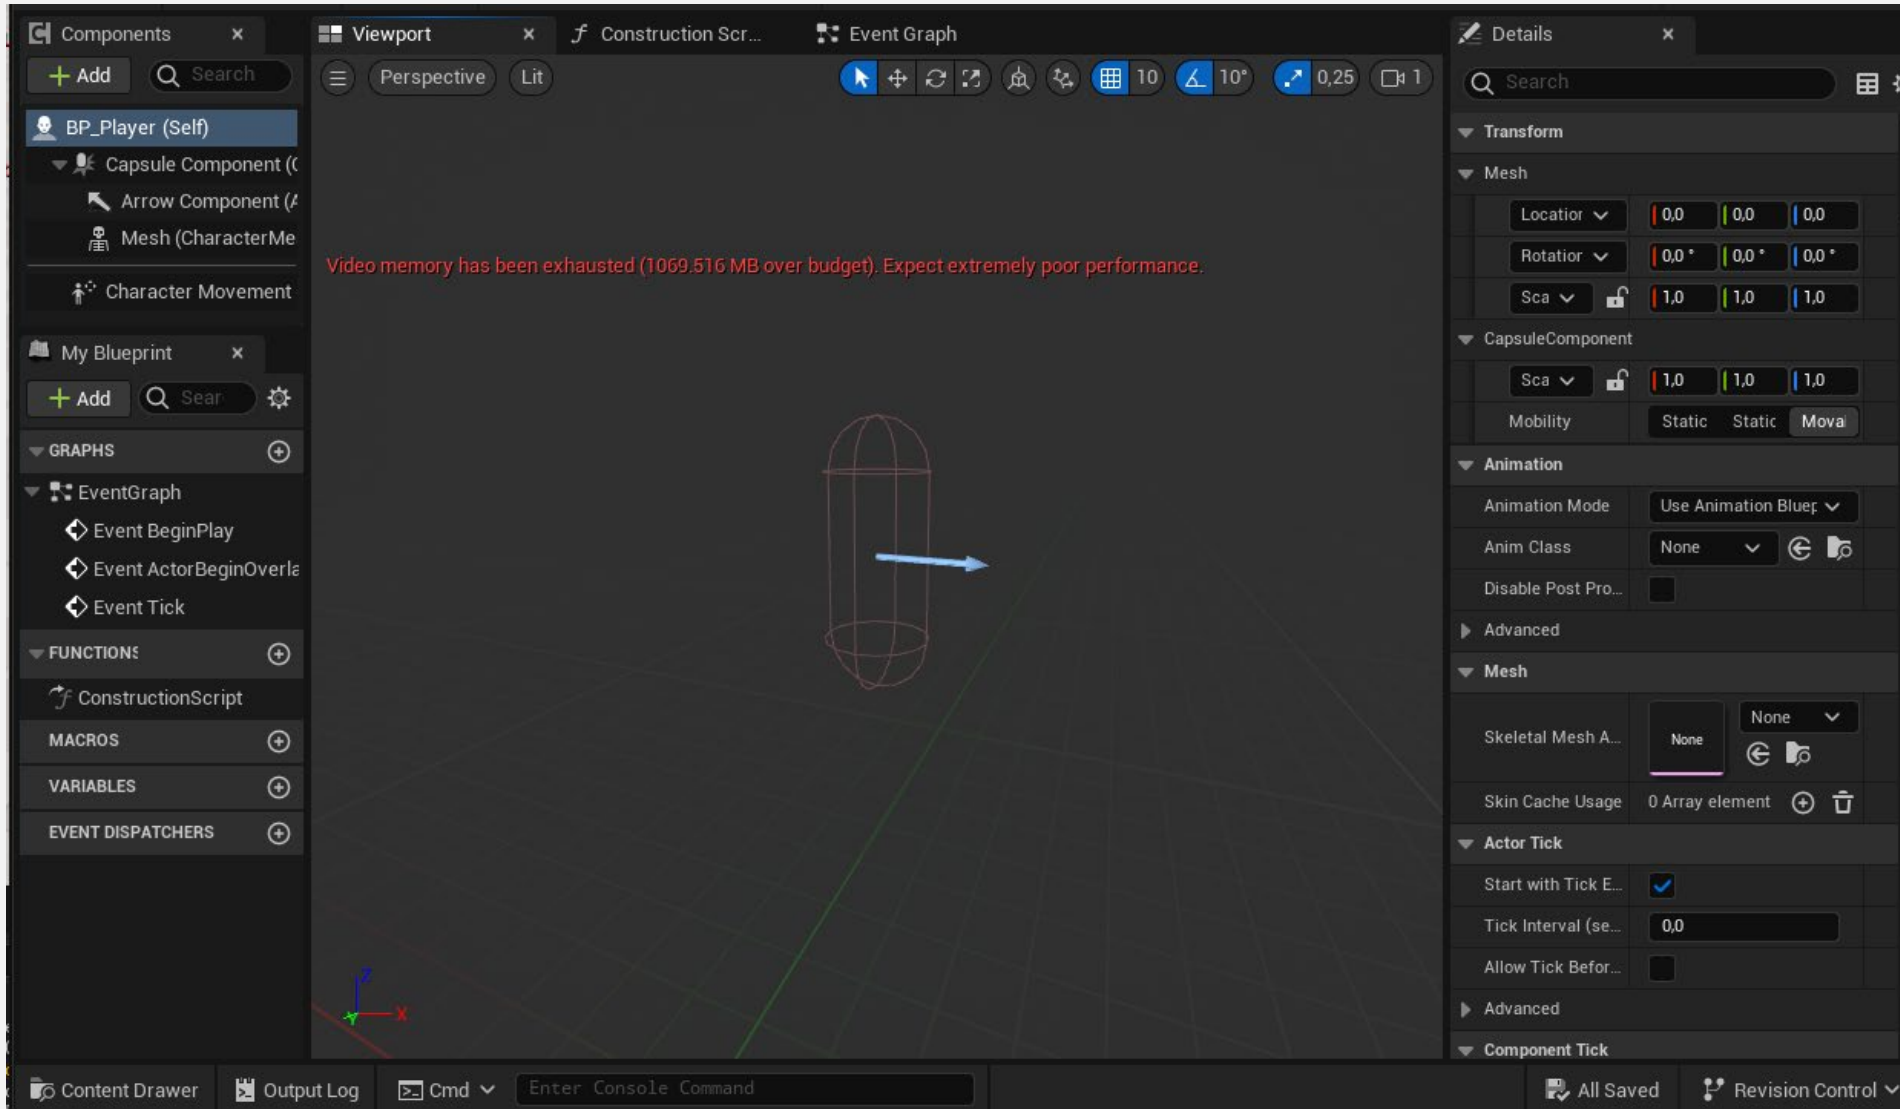 Components
Add
Search
BP_Player (Self)
Capsule Component (C
Arrow Component (A
Mesh (CharacterMe
Character Movement
My Blueprint
Add
Sear
GRAPHS
EventGraph
Event BeginPlay
Event ActorBeginOverla
Event Tick
FUNCTIONS
ConstructionScript
MACROS
VARIABLES
EVENT DISPATCHERS
Viewport
Construction Scr...
Event Graph
Perspective
Lit
10
10°
0,25
1
Video memory has been exhausted (1069.516 MB over budget). Expect extremely poor performance.
Z
X
Y
Details
Search
Transform
Mesh
Location 0,0 0,0 0,0
Rotation 0,0 ° 0,0 ° 0,0 °
Sca 1,0 1,0 1,0
CapsuleComponent
Sca 1,0 1,0 1,0
Mobility Static Static Movai
Animation
Animation Mode Use Animation Bluep
Anim Class None
Disable Post Pro...
Advanced
Mesh
Skeletal Mesh A... None None
Skin Cache Usage 0 Array element
Actor Tick
Start with Tick E...
Tick Interval (se... 0,0
Allow Tick Befor...
Advanced
Component Tick
Content Drawer
Output Log
Cmd
Enter Console Command
All Saved
Revision Control